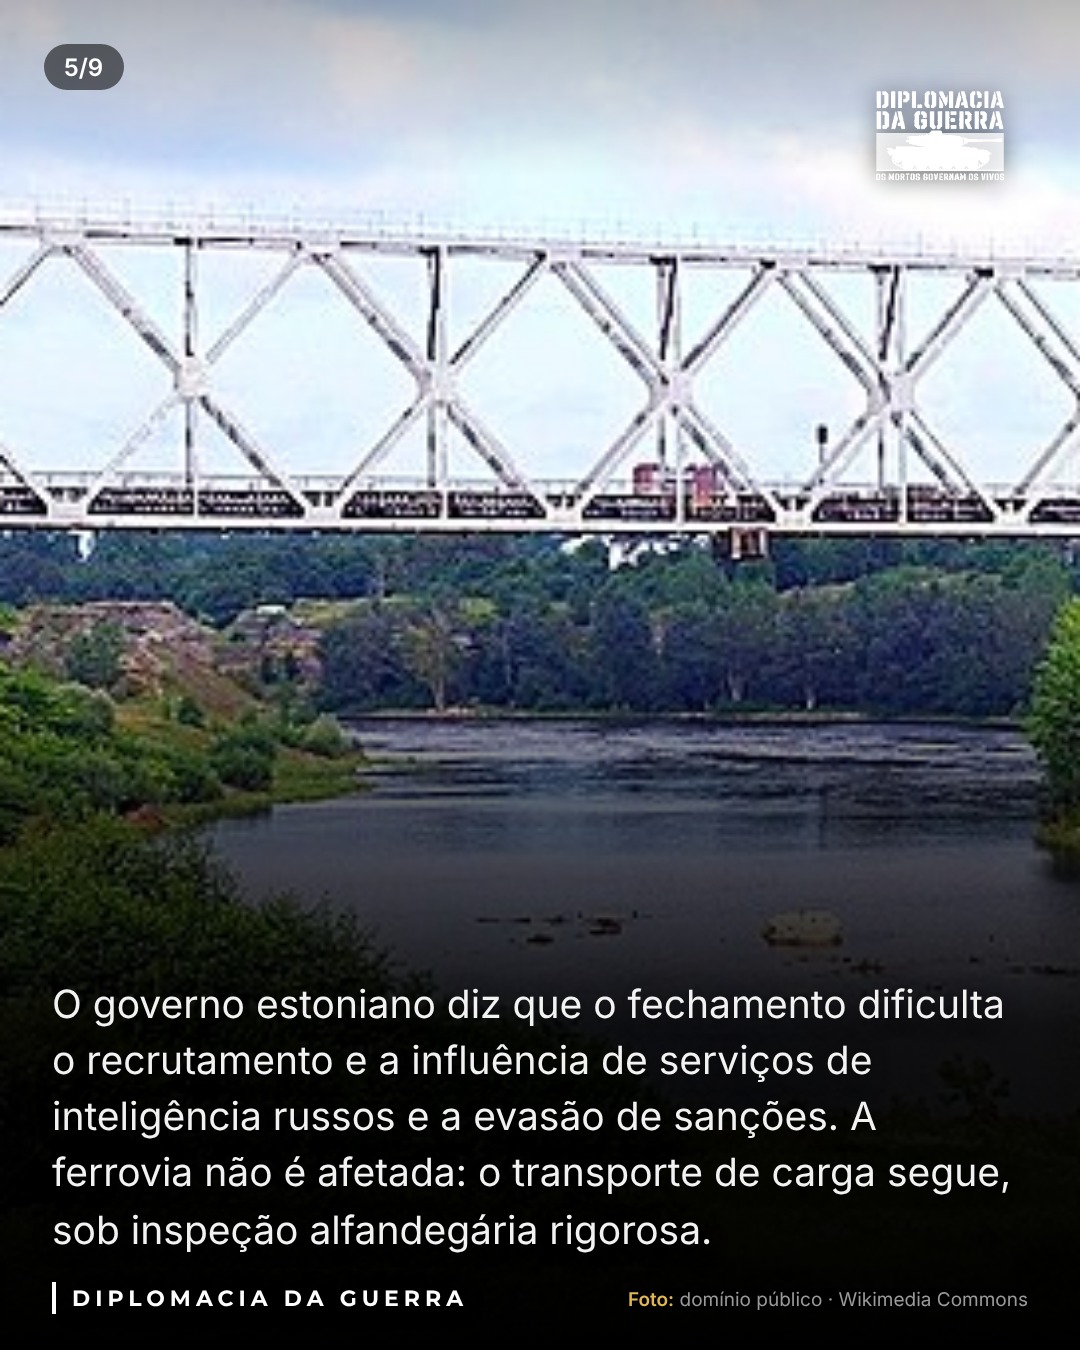 5/9
DIPLOMACIA
DA GUERRA
OS MORTOS GOVERNAM OS VIVOS
O governo estoniano diz que o fechamento dificulta
o recrutamento e a influência de serviços de
inteligência russos e a evasão de sanções. A
ferrovia não é afetada: o transporte de carga segue,
sob inspeção alfandegária rigorosa.
DIPLOMACIA DA GUERRA
Foto: domínio público · Wikimedia Commons